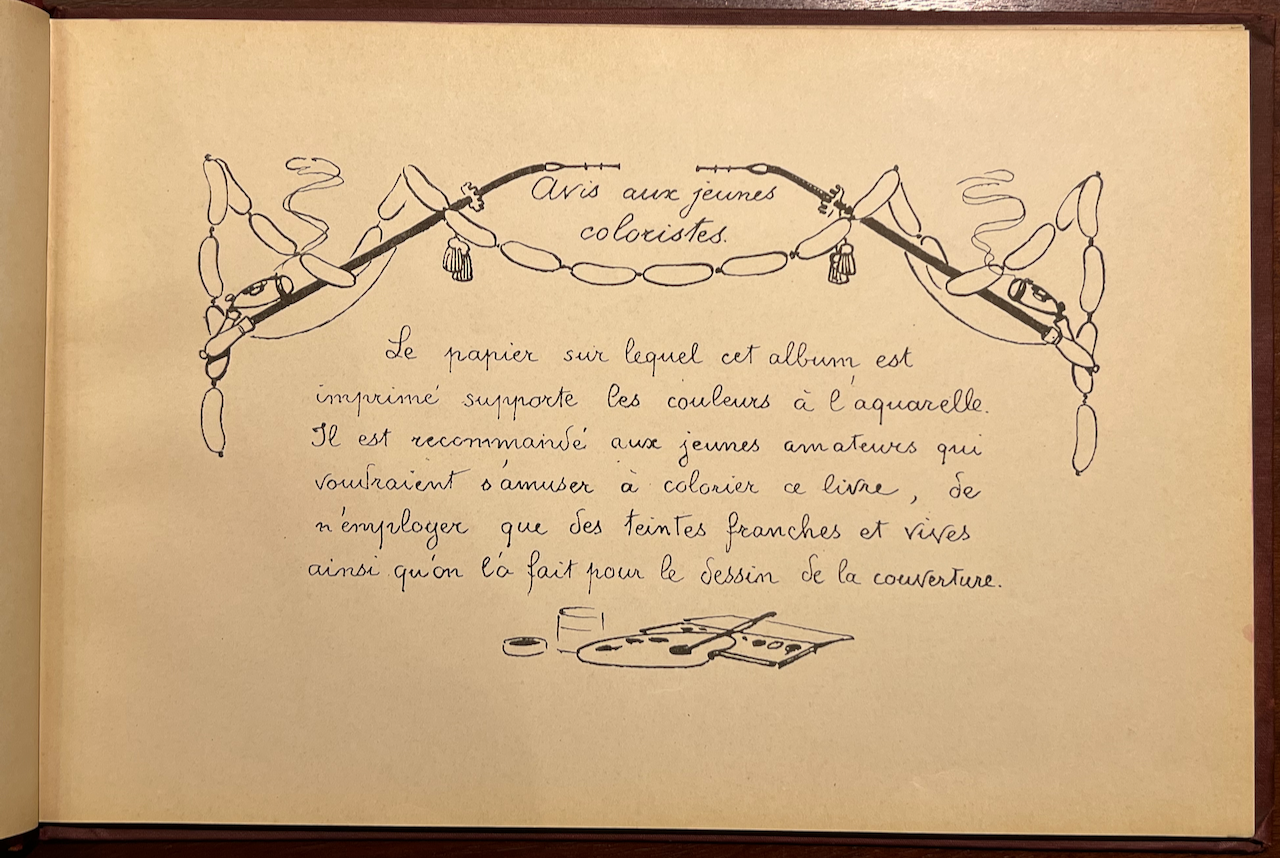 Avis aux jeunes
coloristes.
Le papier sur lequel cet album est
imprimé supporte les couleurs à l'aquarelle.
Il est recommandé aux jeunes amateurs qui
voudraient s'amuser à colorier ce livre, de
n'employer que des teintes franches et vives
ainsi qu'on l'a fait pour le dessin de la couverture.